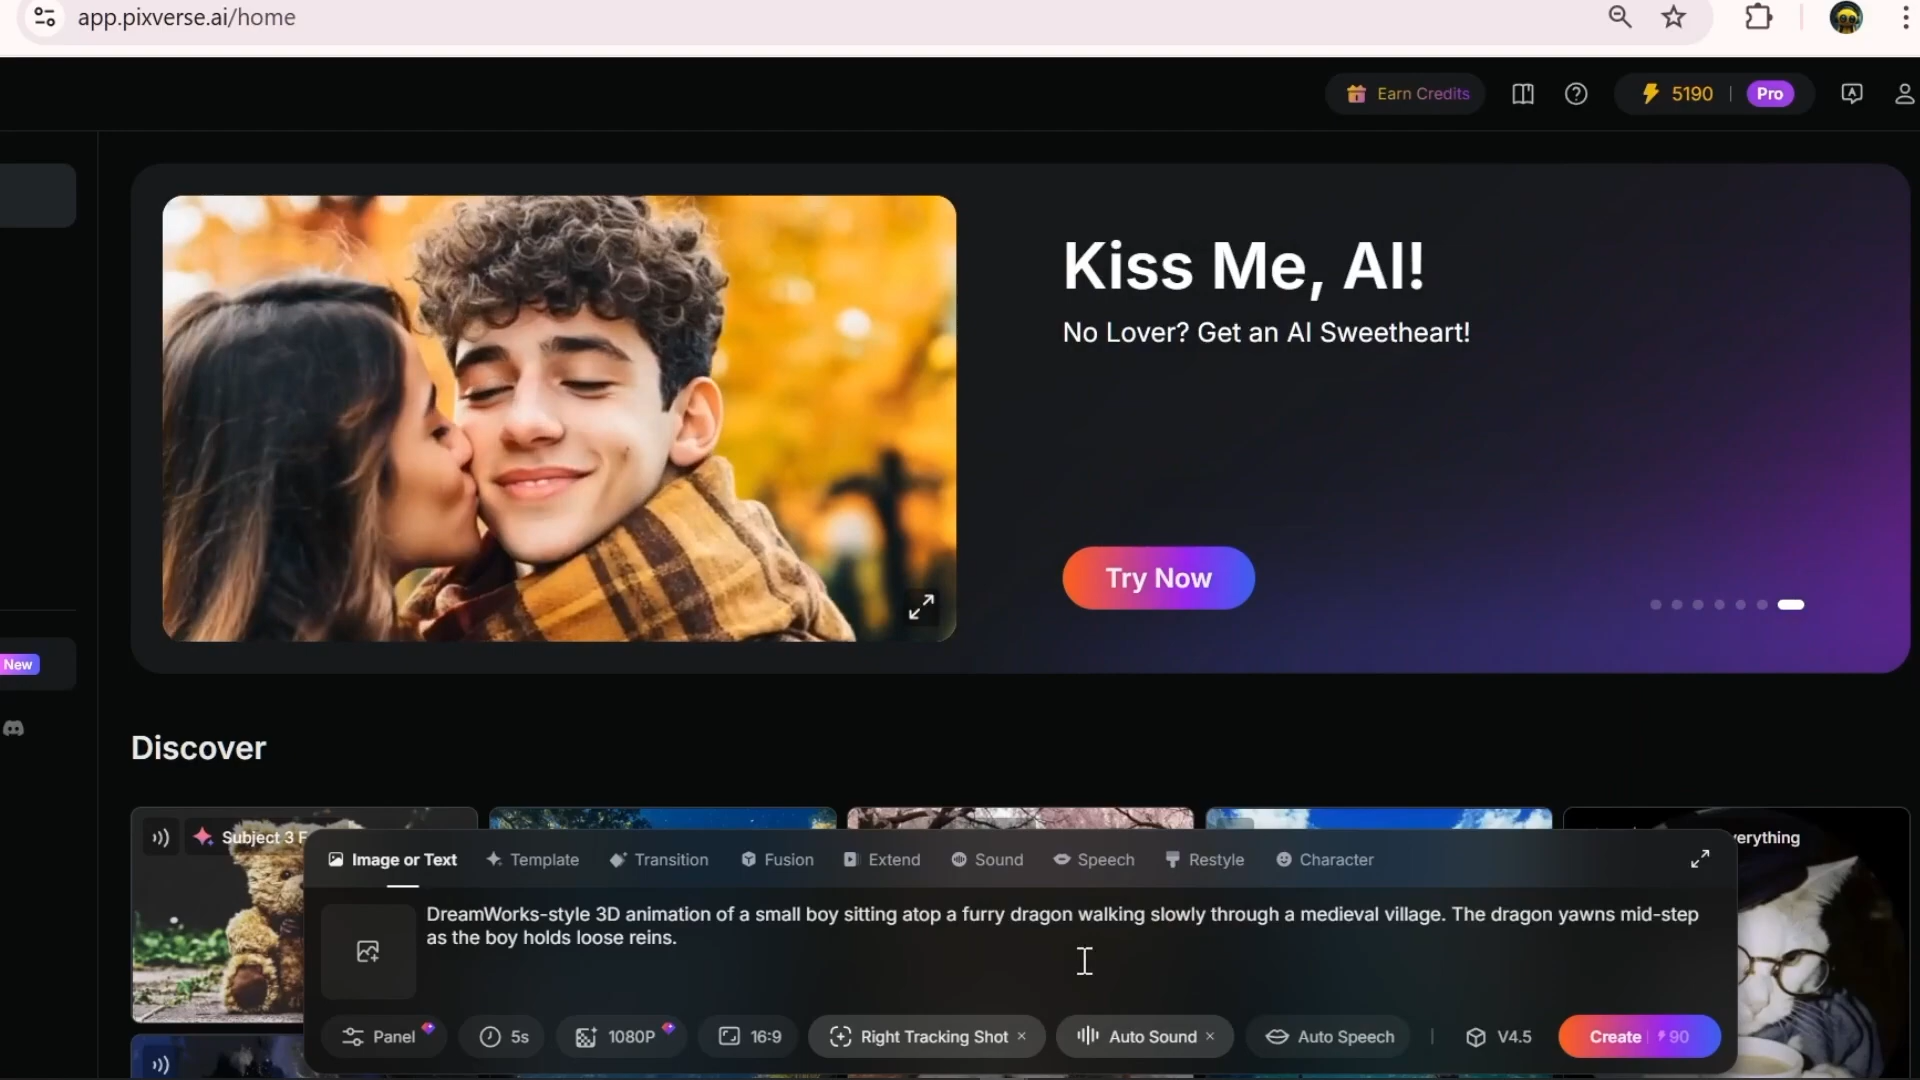 app.pixverse.ai/home
Earn Credits
5190
Pro
Kiss Me, AI!
No Lover? Get an AI Sweetheart!
Try Now
New
Discover
Subject 3 F
verything
Image or Text
Template
Transition
Fusion
Extend
Sound
Speech
Restyle
Character
DreamWorks-style 3D animation of a small boy sitting atop a furry dragon walking slowly through a medieval village. The dragon yawns mid-step
as the boy holds loose reins.
Panel
5s
1080P
16:9
Right Tracking Shot ×
Auto Sound ×
Auto Speech
V4.5
Create
90